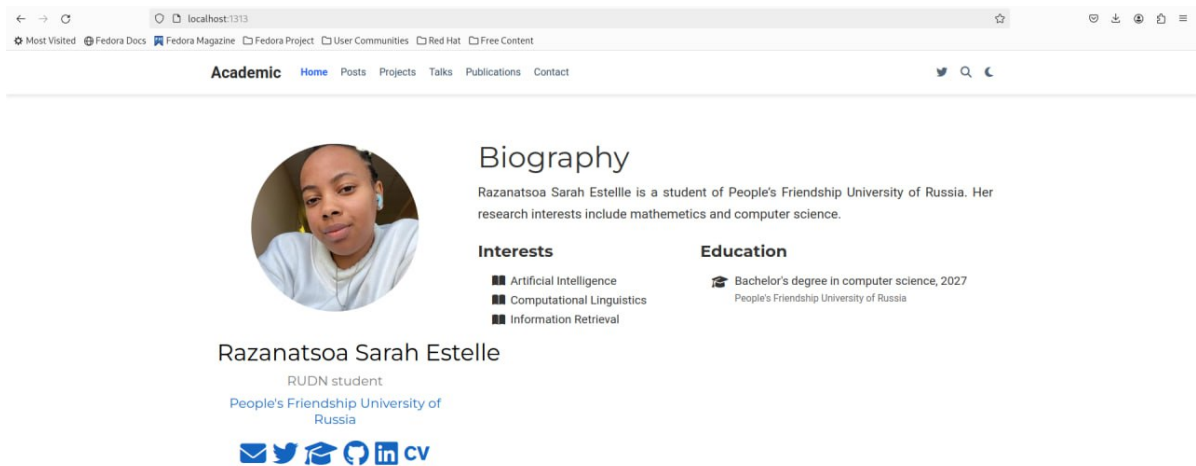 localhost:1313
Most Visited Fedora Docs Fedora Magazine Fedora Project User Communities Red Hat Free Content
Academic Home Posts Projects Talks Publications Contact
Biography
Razanatsoa Sarah Estellle is a student of People's Friendship University of Russia. Her
research interests include mathemetics and computer science.
Interests
Artificial Intelligence
Computational Linguistics
Information Retrieval
Education
Bachelor's degree in computer science, 2027
People's Friendship University of Russia
Razanatsoa Sarah Estelle
RUDN student
People's Friendship University of
Russia
in CV